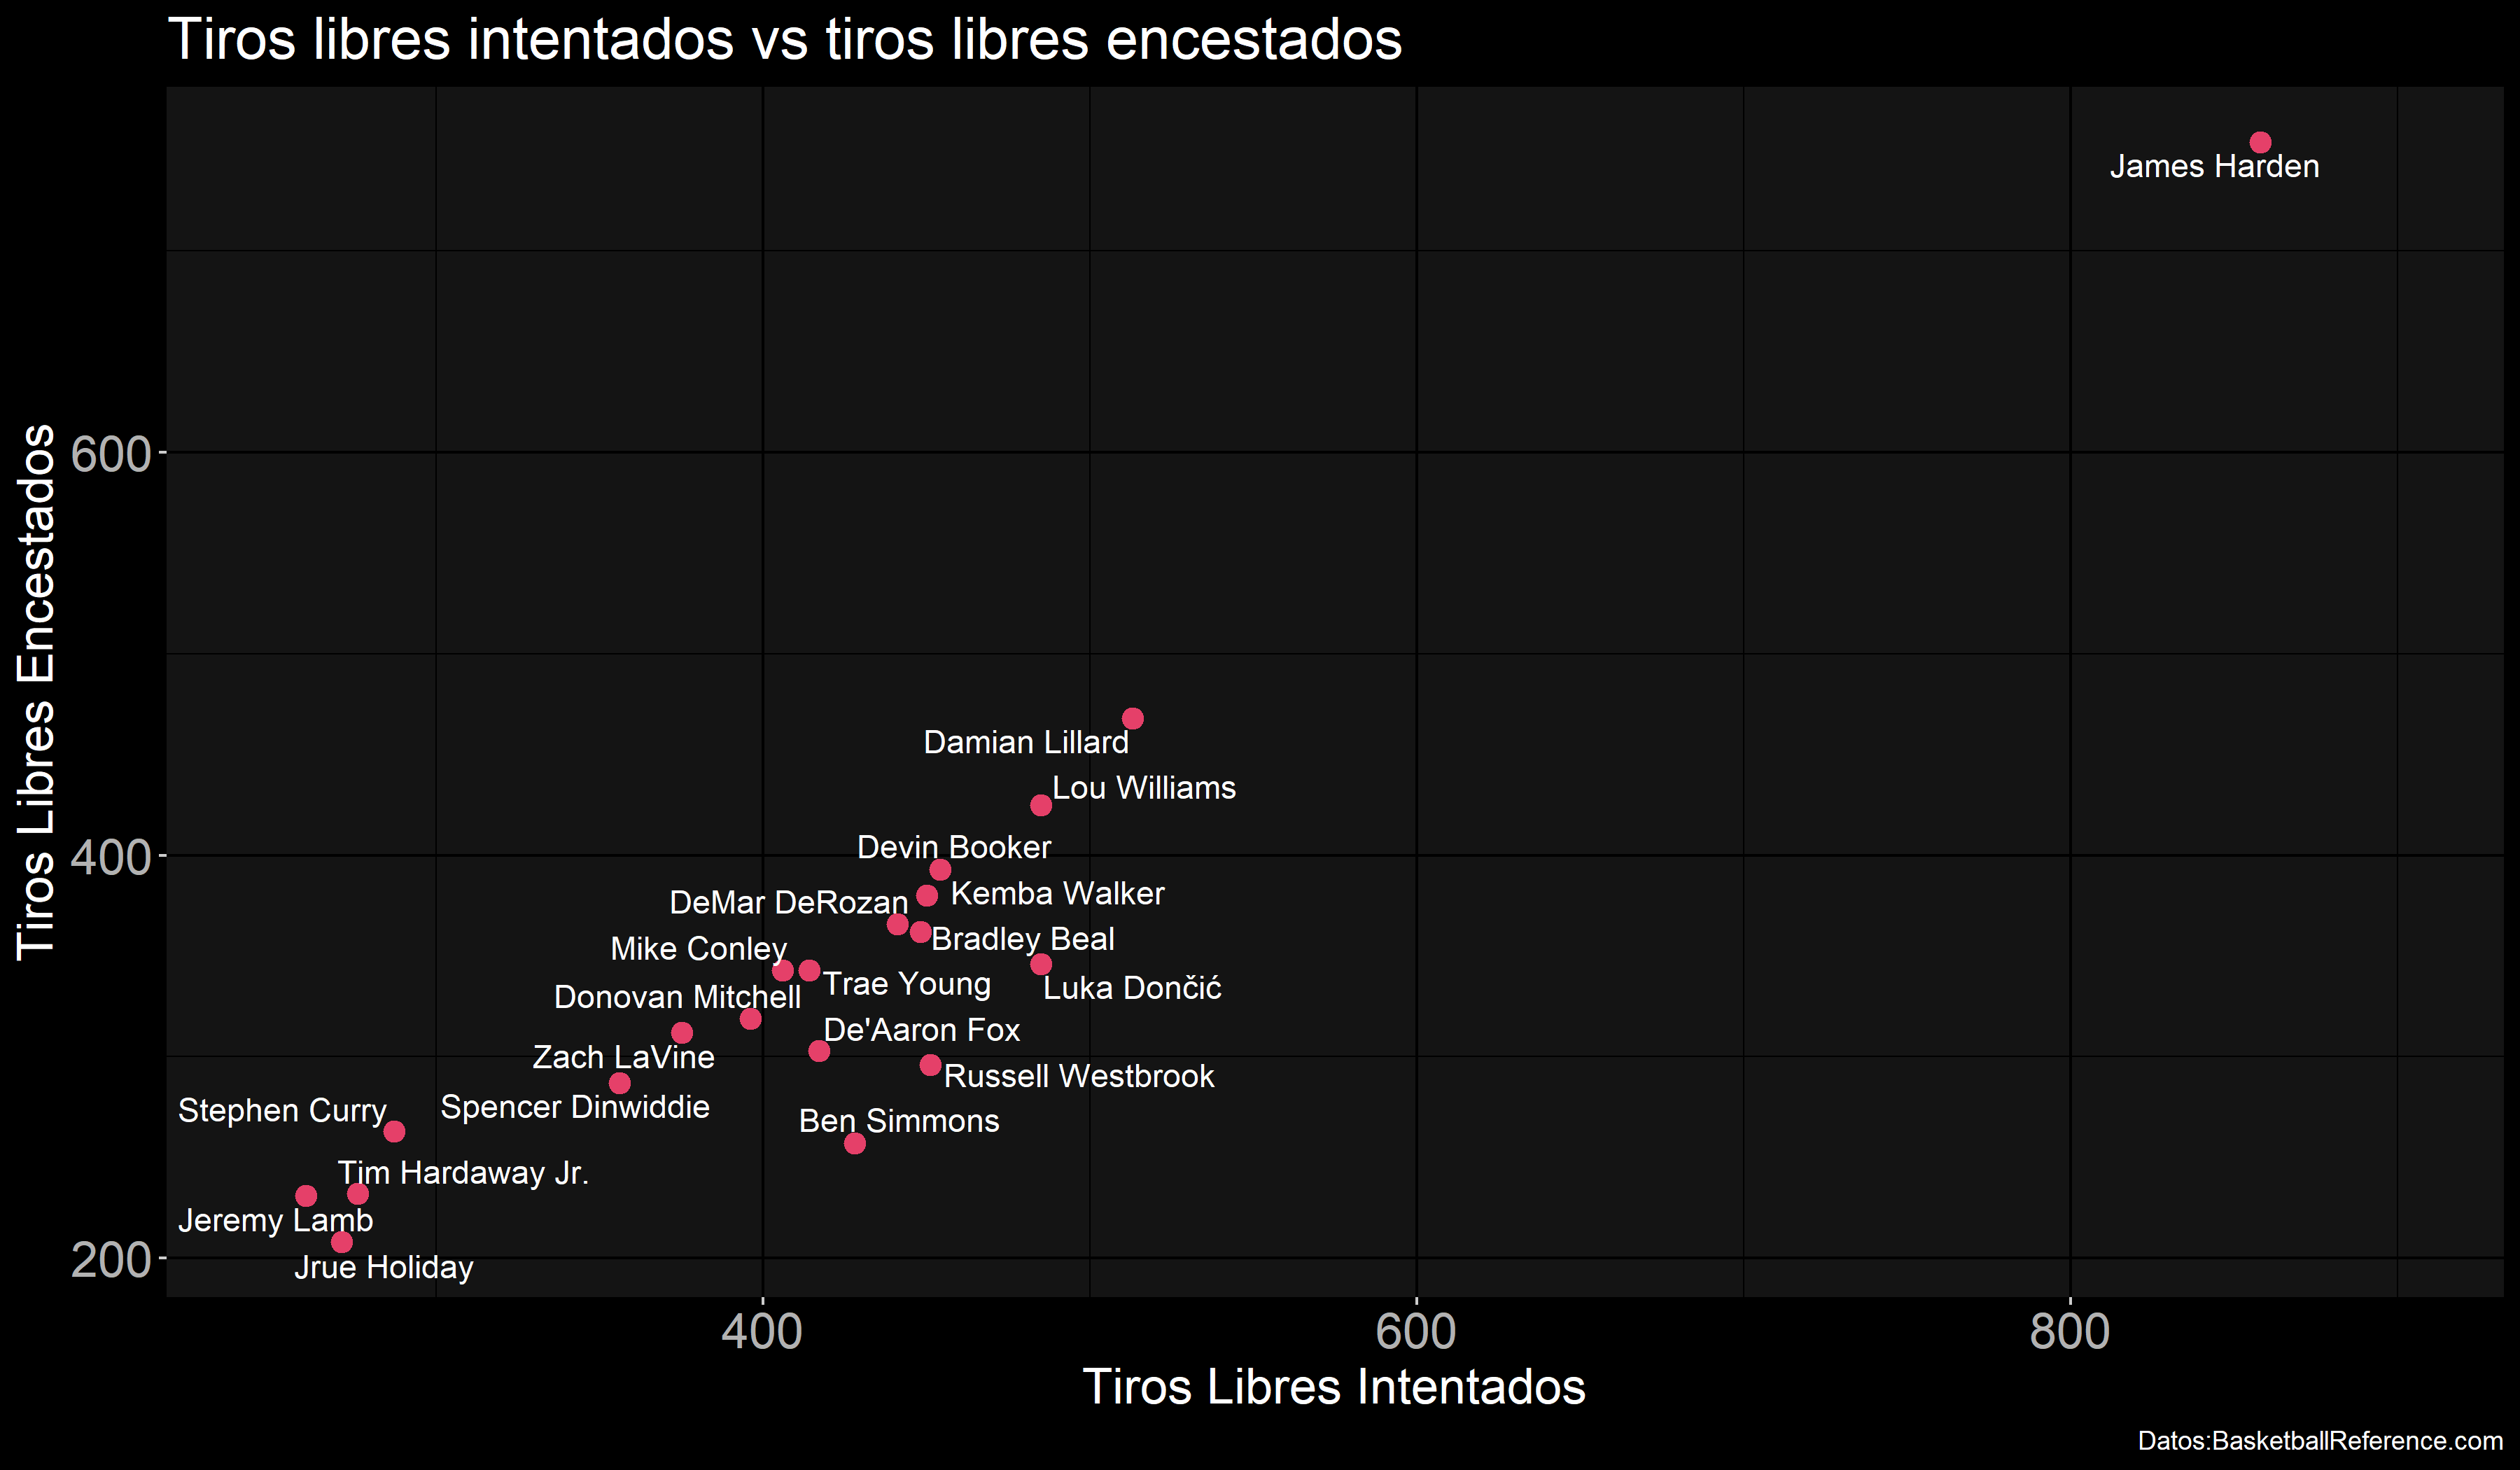 Tiros libres intentados vs tiros libres encestados
Tiros Libres Encestados
600
400
200
James Harden
Damian Lillard
Lou Williams
Devin Booker
Kemba Walker
DeMar DeRozan
Bradley Beal
Mike Conley
Trae Young
Luka Dončić
Donovan Mitchell
De'Aaron Fox
Zach LaVine
Russell Westbrook
Spencer Dinwiddie
Stephen Curry
Ben Simmons
Tim Hardaway Jr.
Jeremy Lamb
Jrue Holiday
400
600
800
Tiros Libres Intentados
Datos:BasketballReference.com